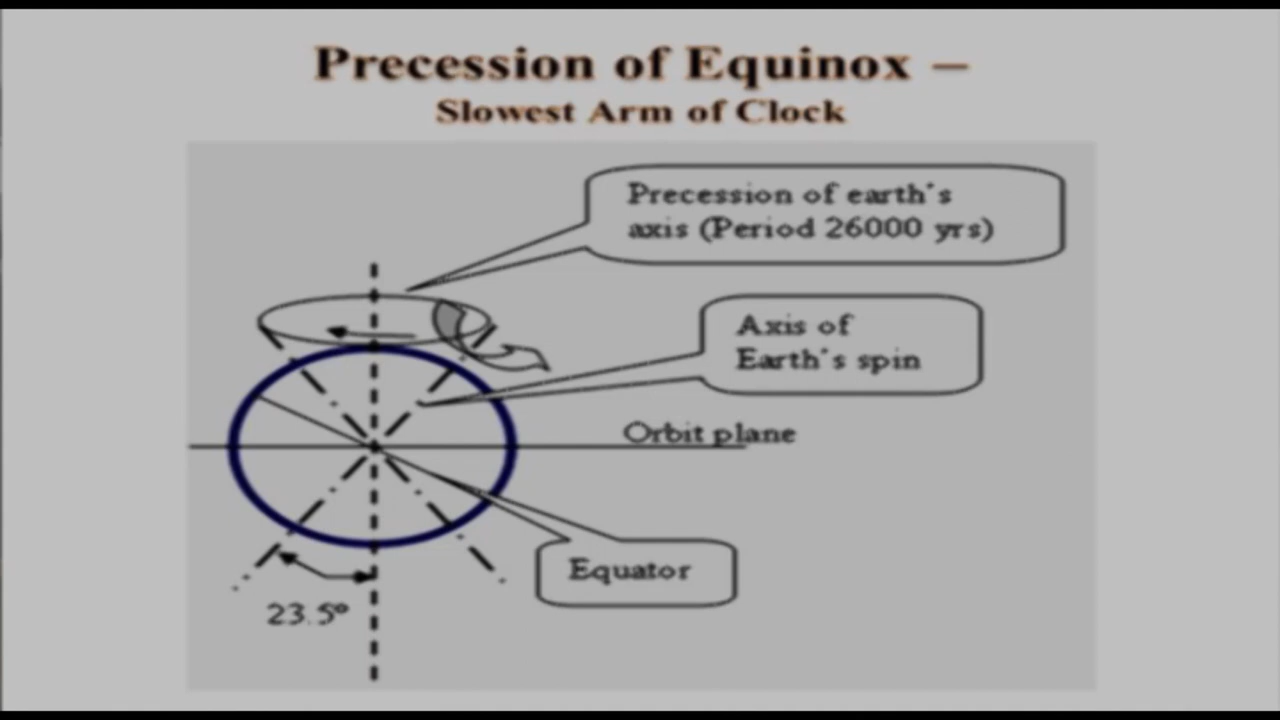 Precession of Equinox –
Slowest Arm of Clock
Precession of earth's
axis (Period 26000 yrs)
Axis of
Earth's spin
Orbit plane
Equator
23.5º